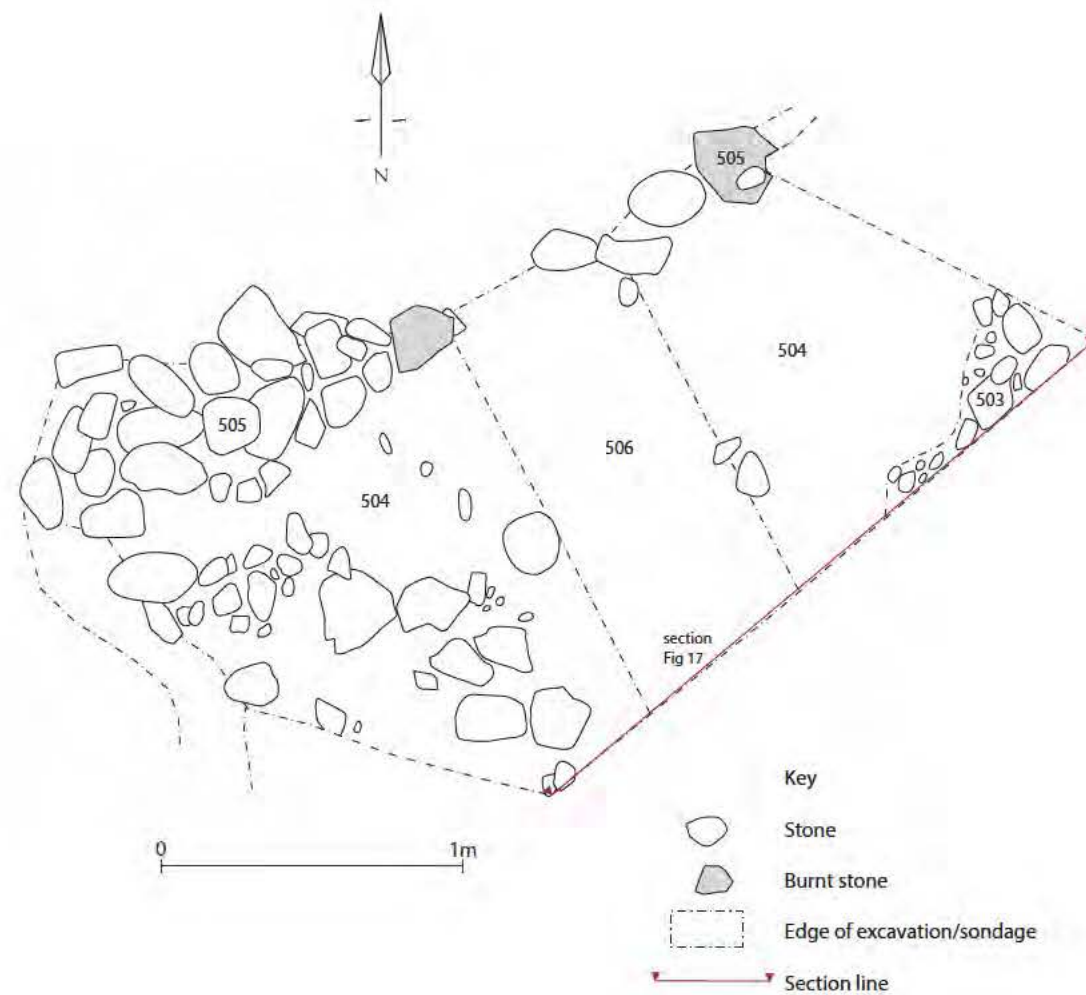 N
505
504
503
505
506
504
section
Fig 17
0 1m
Key
Stone
Burnt stone
Edge of excavation/sondage
Section line